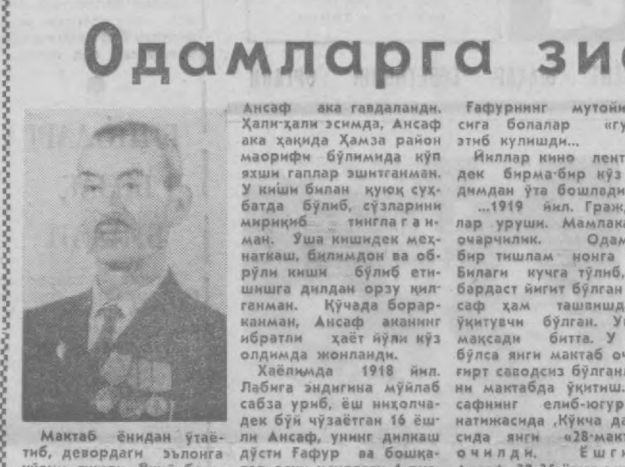 Одамларга
Мактаб ёнидан ўтаё-
тиб, девордаги эълонга
Ансаф ака гавдаланди.
Ҳали-ҳали эсимда, Ансаф
ака ҳақида Ҳамза район
маорифи бўлимида кўп
яхши гаплар эшитганман.
У киши билан қуюқ суҳ-
батда бўлиб, сўзларини
мириқиб тинглаган-
ман. Ўша кишидек меҳ-
наткаш, билимдон ва об-
рўли киши бўлиб ети-
шишга дилдан орзу қил-
ганман. Кўчада борар-
канман, Ансаф аканинг
ибратли ҳаёт йўли кўз
олдимда жонланди.
Хаёлимда 1918 йил.
Лабига эндигина мўйлаб
сабза уриб, ёш ниҳолча-
дек бўй чўзаётган 16 ёш-
ли Ансаф, унинг дилкаш
дўсти Ғафур ва бошқа-
Ғафурнинг мутойи
сига болалар «гу
этиб кулишди...
Йиллар кино лент
дек бирма-бир кўз
димдан ўта бошлади
...1919 йил. Граж
лар уруши. Мамлака
очарчилик. Одам
бир тишлам нонга
Билаги кучга тўлиб,
бардаст йигит бўлган
саф ҳам ташвишд
ўқитувчи бўлган. У
мақсади битта. У
бўлса янги мактаб оч
ғирт саводсиз бўлган
ни мактабда ўқитиш.
сафнинг елиб-югур
натижасида „Кўкча да
сида янги «28-макт
очилди. Ёшг